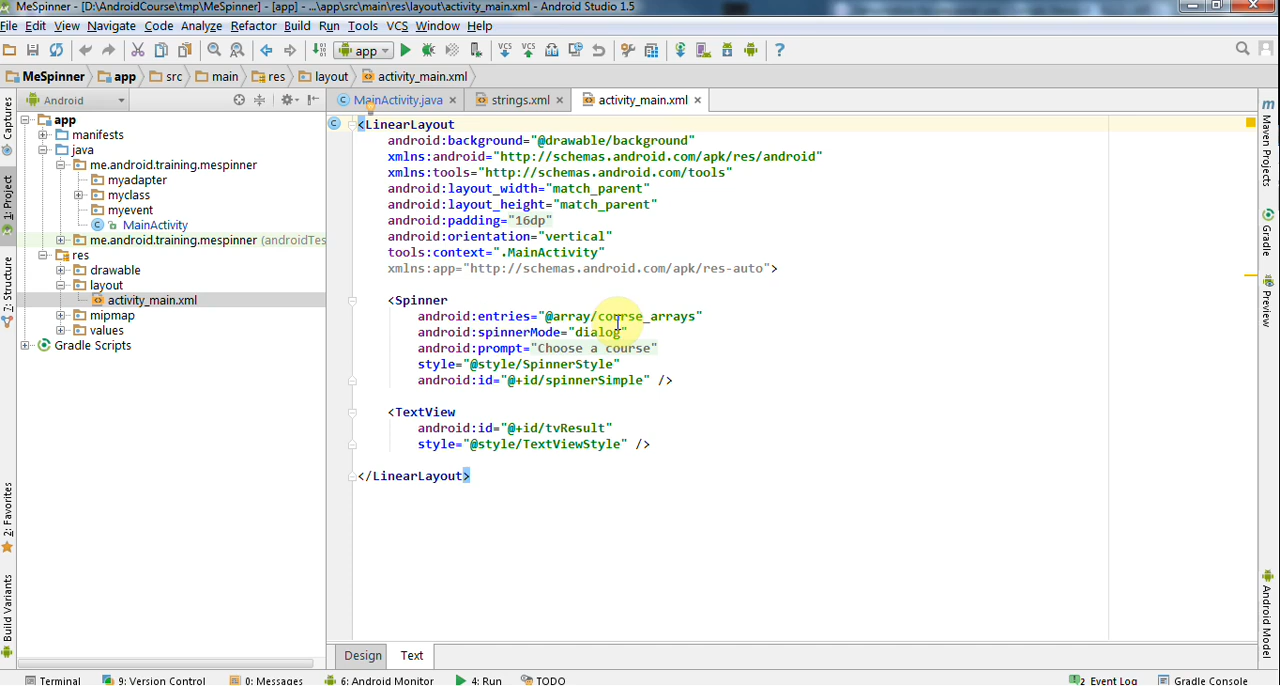 MeSpinner - [D:\AndroidCourse\tmp\MeSpinner] - [app] - ...\app\src\main\res\layout\activity_main.xml - Android Studio 1.5
File Edit View Navigate Code Analyze Refactor Build Run Tools VCS Window Help
app
VCS VCS
MeSpinner app src main res layout activity_main.xml
Android
MainActivity.java strings.xml activity_main.xml
app
manifests
java
me.android.training.mespinner
myadapter
myclass
myevent
MainActivity
me.android.training.mespinner (androidTes
res
drawable
layout
activity_main.xml
mipmap
values
Gradle Scripts
<LinearLayout
android:background="@drawable/background"
xmlns:android="http://schemas.android.com/apk/res/android"
xmlns:tools="http://schemas.android.com/tools"
android:layout_width="match_parent"
android:layout_height="match_parent"
android:padding="16dp"
android:orientation="vertical"
tools:context=".MainActivity"
xmlns:app="http://schemas.android.com/apk/res-auto">
<Spinner
android:entries="@array/course_arrays"
android:spinnerMode="dialog"
android:prompt="Choose a course"
style="@style/SpinnerStyle"
android:id="@+id/spinnerSimple" />
<TextView
android:id="@+id/tvResult"
style="@style/TextViewStyle" />
</LinearLayout>
Captures
1: Project
7: Structure
2: Favorites
Build Variants
Maven Projects
Gradle
Preview
Android Model
Design Text
Terminal 9: Version Control 0: Messages 6: Android Monitor 4: Run TODO
2 Event Log Gradle Console